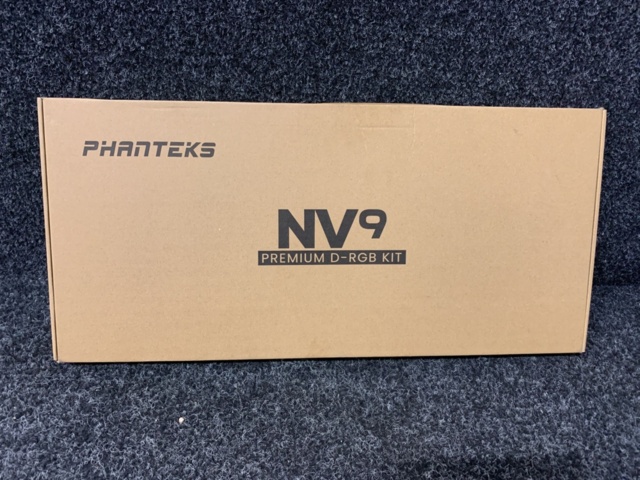 PHANTEKS
NV9
PREMIUM D-RGB KIT